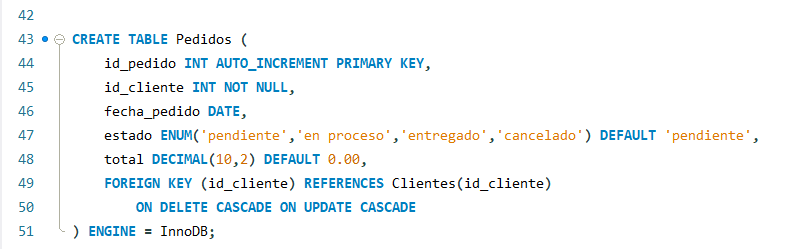 42
43 CREATE TABLE Pedidos (
44 id_pedido INT AUTO_INCREMENT PRIMARY KEY,
45 id_cliente INT NOT NULL,
46 fecha_pedido DATE,
47 estado ENUM('pendiente','en proceso','entregado','cancelado') DEFAULT 'pendiente',
48 total DECIMAL(10,2) DEFAULT 0.00,
49 FOREIGN KEY (id_cliente) REFERENCES Clientes(id_cliente)
50 ON DELETE CASCADE ON UPDATE CASCADE
51 ) ENGINE = InnoDB;